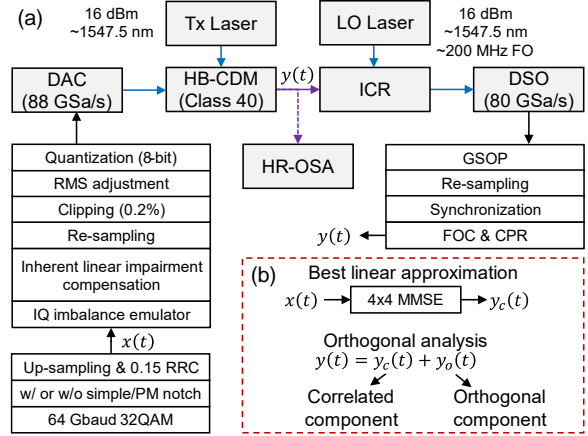 (a)
16 dBm
~1547.5 nm
Tx Laser
LO Laser
16 dBm
~1547.5 nm
~200 MHz FO
DAC
(88 GSa/s)
HB-CDM
(Class 40)
y(t)
ICR
DSO
(80 GSa/s)
HR-OSA
Quantization (8-bit)
RMS adjustment
Clipping (0.2%)
Re-sampling
Inherent linear impairment
compensation
IQ imbalance emulator
x(t)
Up-sampling & 0.15 RRC
w/ or w/o simple/PM notch
64 Gbaud 32QAM
GSOP
Re-sampling
Synchronization
FOC & CPR
y(t)
(b)
Best linear approximation
x(t) 4x4 MMSE y_c(t)
Orthogonal analysis
y(t) = y_c(t) + y_o(t)
Correlated
component
Orthogonal
component